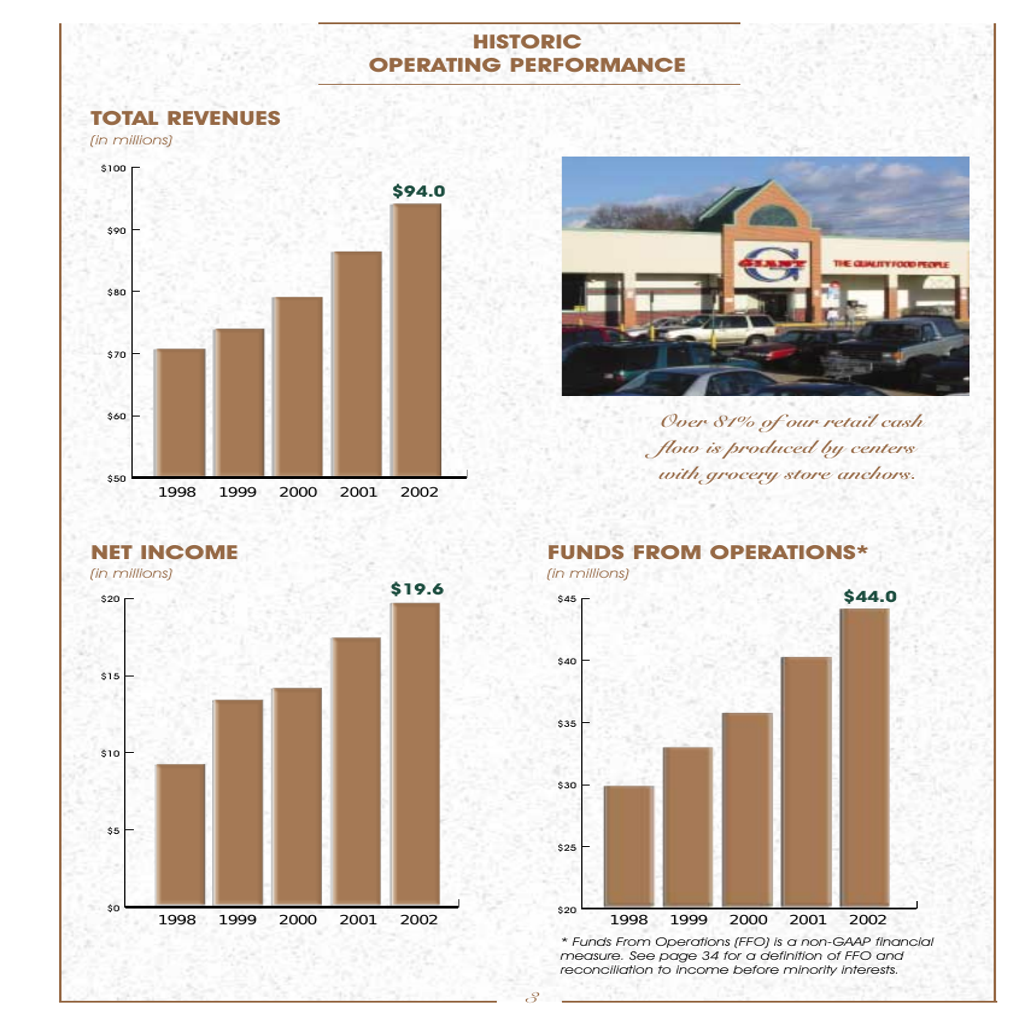 HISTORIC
OPERATING PERFORMANCE
TOTAL REVENUES
(in millions)
$100
$90
$80
$70
$60
$50
$94.0
1998 1999 2000 2001 2002
GIANT
THE QUALITY FOOD PEOPLE
Over 81% of our retail cash
flow is produced by centers
with grocery store anchors.
NET INCOME
(in millions)
$20
$15
$10
$5
$0
$19.6
1998 1999 2000 2001 2002
FUNDS FROM OPERATIONS*
(in millions)
$45
$40
$35
$30
$25
$20
$44.0
1998 1999 2000 2001 2002
* Funds From Operations (FFO) is a non-GAAP financial
measure. See page 34 for a definition of FFO and
reconciliation to income before minority interests.
3